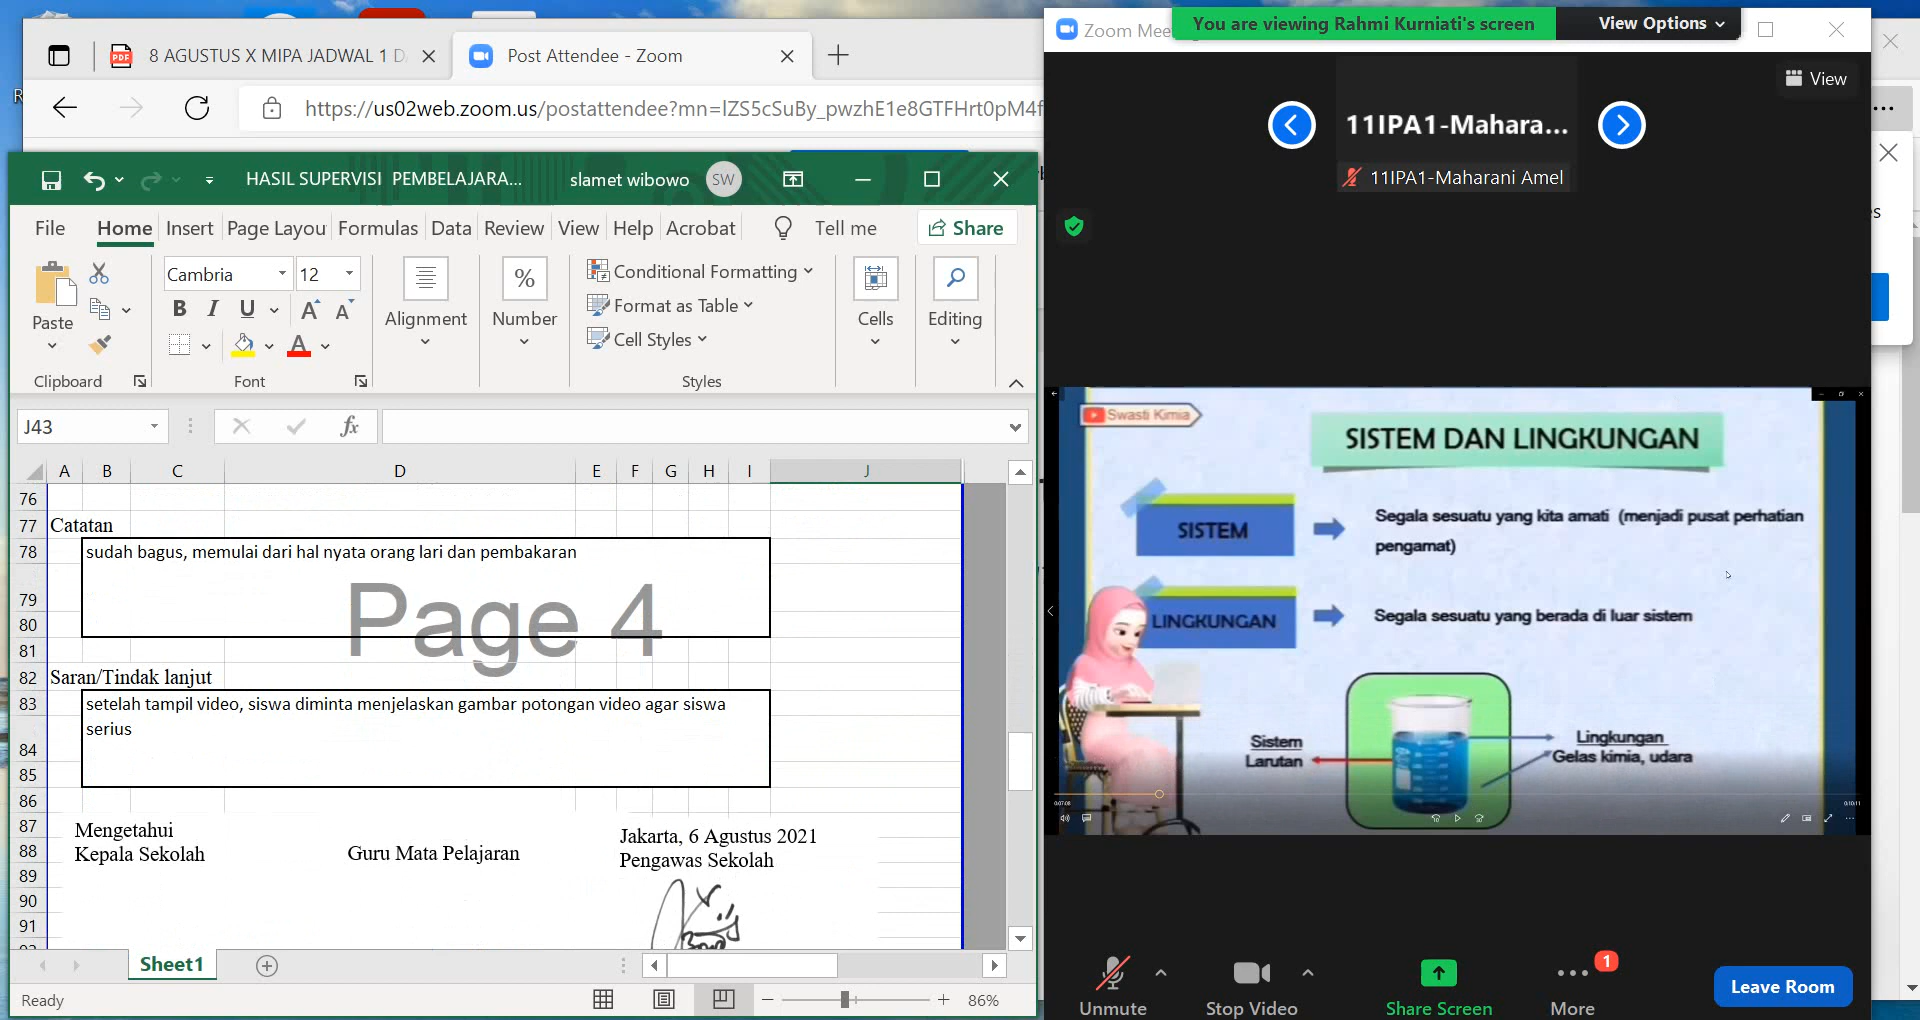 8 AGUSTUS X MIPA JADWAL 1 D
Post Attendee - Zoom
https://us02web.zoom.us/postattendee?mn=lZS5cSuBy_pwzhE1e8GTFHrt0pM4f
HASIL SUPERVISI PEMBELAJARA...
slamet wibowo
SW
File
Home
Insert
Page Layou
Formulas
Data
Review
View
Help
Acrobat
Tell me
Share
Paste
Clipboard
Cambria
12
B I U
A A
A
Font
Alignment
%
Number
Conditional Formatting
Format as Table
Cell Styles
Styles
Cells
Editing
J43
fx
A B C D E F G H I J
76
77 Catatan
78 sudah bagus, memulai dari hal nyata orang lari dan pembakaran
79
80
Page 4
81
82 Saran/Tindak lanjut
83 setelah tampil video, siswa diminta menjelaskan gambar potongan video agar siswa
serius
84
85
86
87 Mengetahui
Jakarta, 6 Agustus 2021
88 Kepala Sekolah
Guru Mata Pelajaran
Pengawas Sekolah
89
90
91
Sheet1
Ready
86%
Zoom Mee
You are viewing Rahmi Kurniati's screen
View Options
View
11IPA1-Mahara...
11IPA1-Maharani Amel
Swasti Kimia
SISTEM DAN LINGKUNGAN
SISTEM
Segala sesuatu yang kita amati (menjadi pusat perhatian
pengamat)
LINGKUNGAN
Segala sesuatu yang berada di luar sistem
Sistem
Larutan
Lingkungan
Gelas kimia, udara
0:07:08
0:10:11
Unmute
Stop Video
Share Screen
More
1
Leave Room